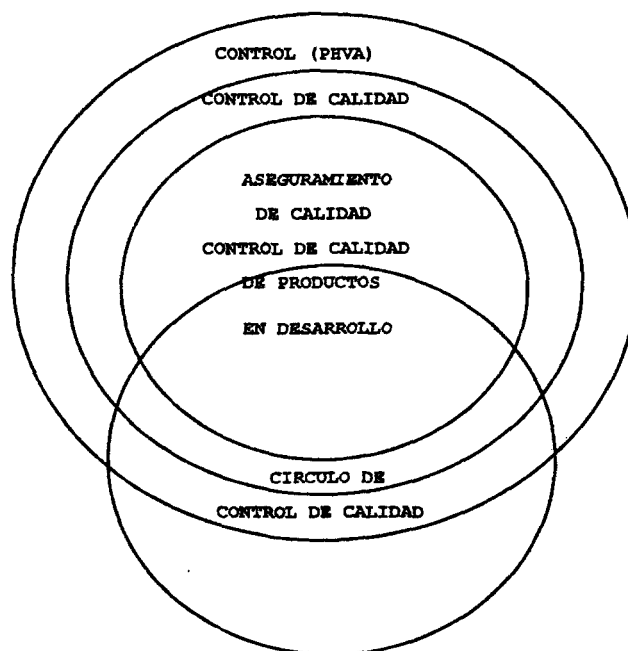 CONTROL (PHVA)
CONTROL DE CALIDAD
ASEGURAMIENTO
DE CALIDAD
CONTROL DE CALIDAD
DE PRODUCTOS
EN DESARROLLO
CIRCULO DE
CONTROL DE CALIDAD